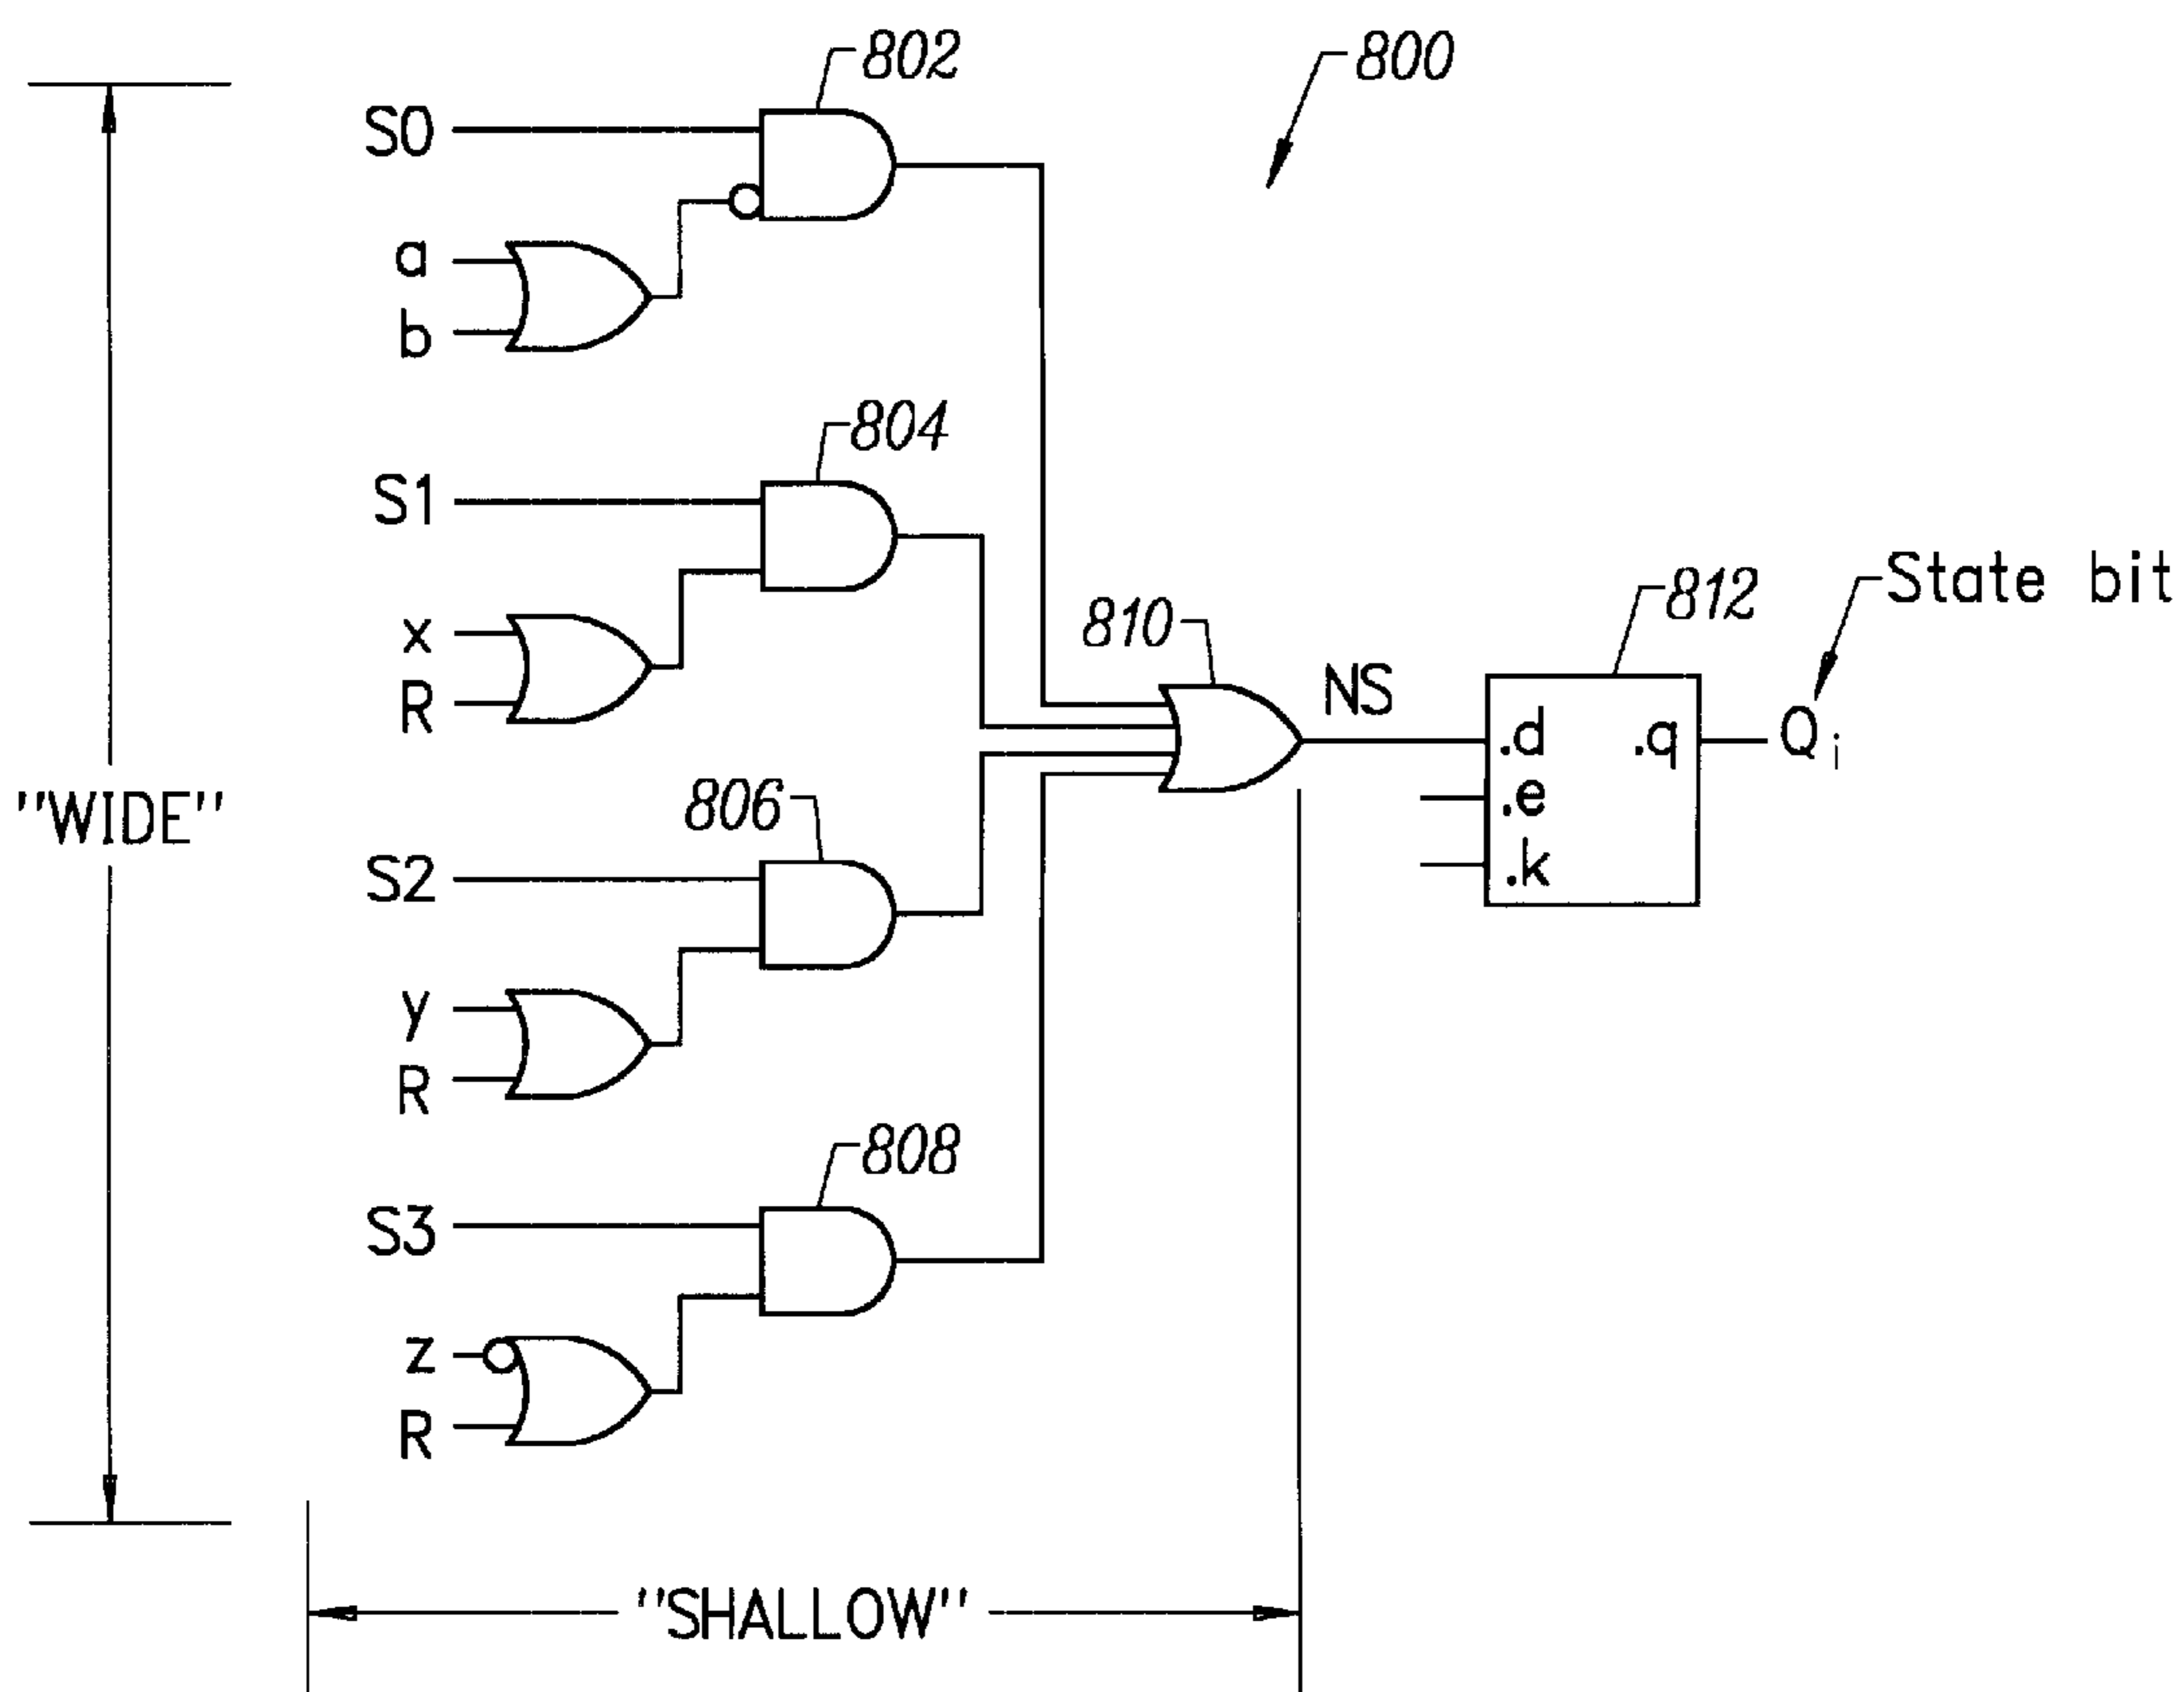 802
800
S0
a
b
804
S1
x
R
810
NS
812
State bit
.d
.q
Qi
.e
.k
"WIDE"
806
S2
y
R
808
S3
z
R
"SHALLOW"